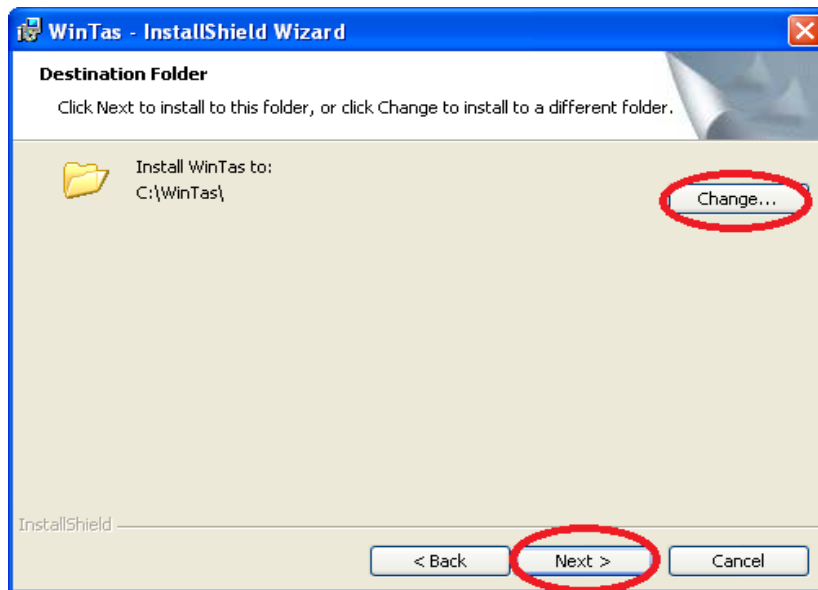 WinTas - InstallShield Wizard
Destination Folder
Click Next to install to this folder, or click Change to install to a different folder.
Install WinTas to:
C:\WinTas\
Change...
InstallShield
< Back
Next >
Cancel